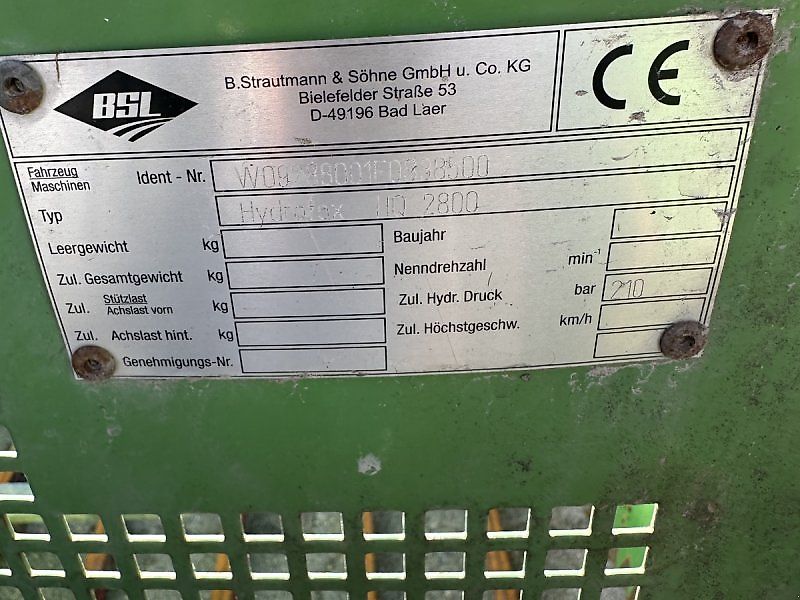 BSL
B.Strautmann & Söhne GmbH u. Co. KG
Bielefelder Straße 53
D-49196 Bad Laer
CE
Fahrzeug
Maschinen
Ident - Nr.
Typ
Hydrofox HQ 2800
Leergewicht kg
Zul. Gesamtgewicht kg
Zul. Stützlast
Achslast vorn kg
Zul. Achslast hint. kg
Genehmigungs-Nr.
Baujahr
Nenndrehzahl min⁻¹
Zul. Hydr. Druck bar 210
Zul. Höchstgeschw. km/h